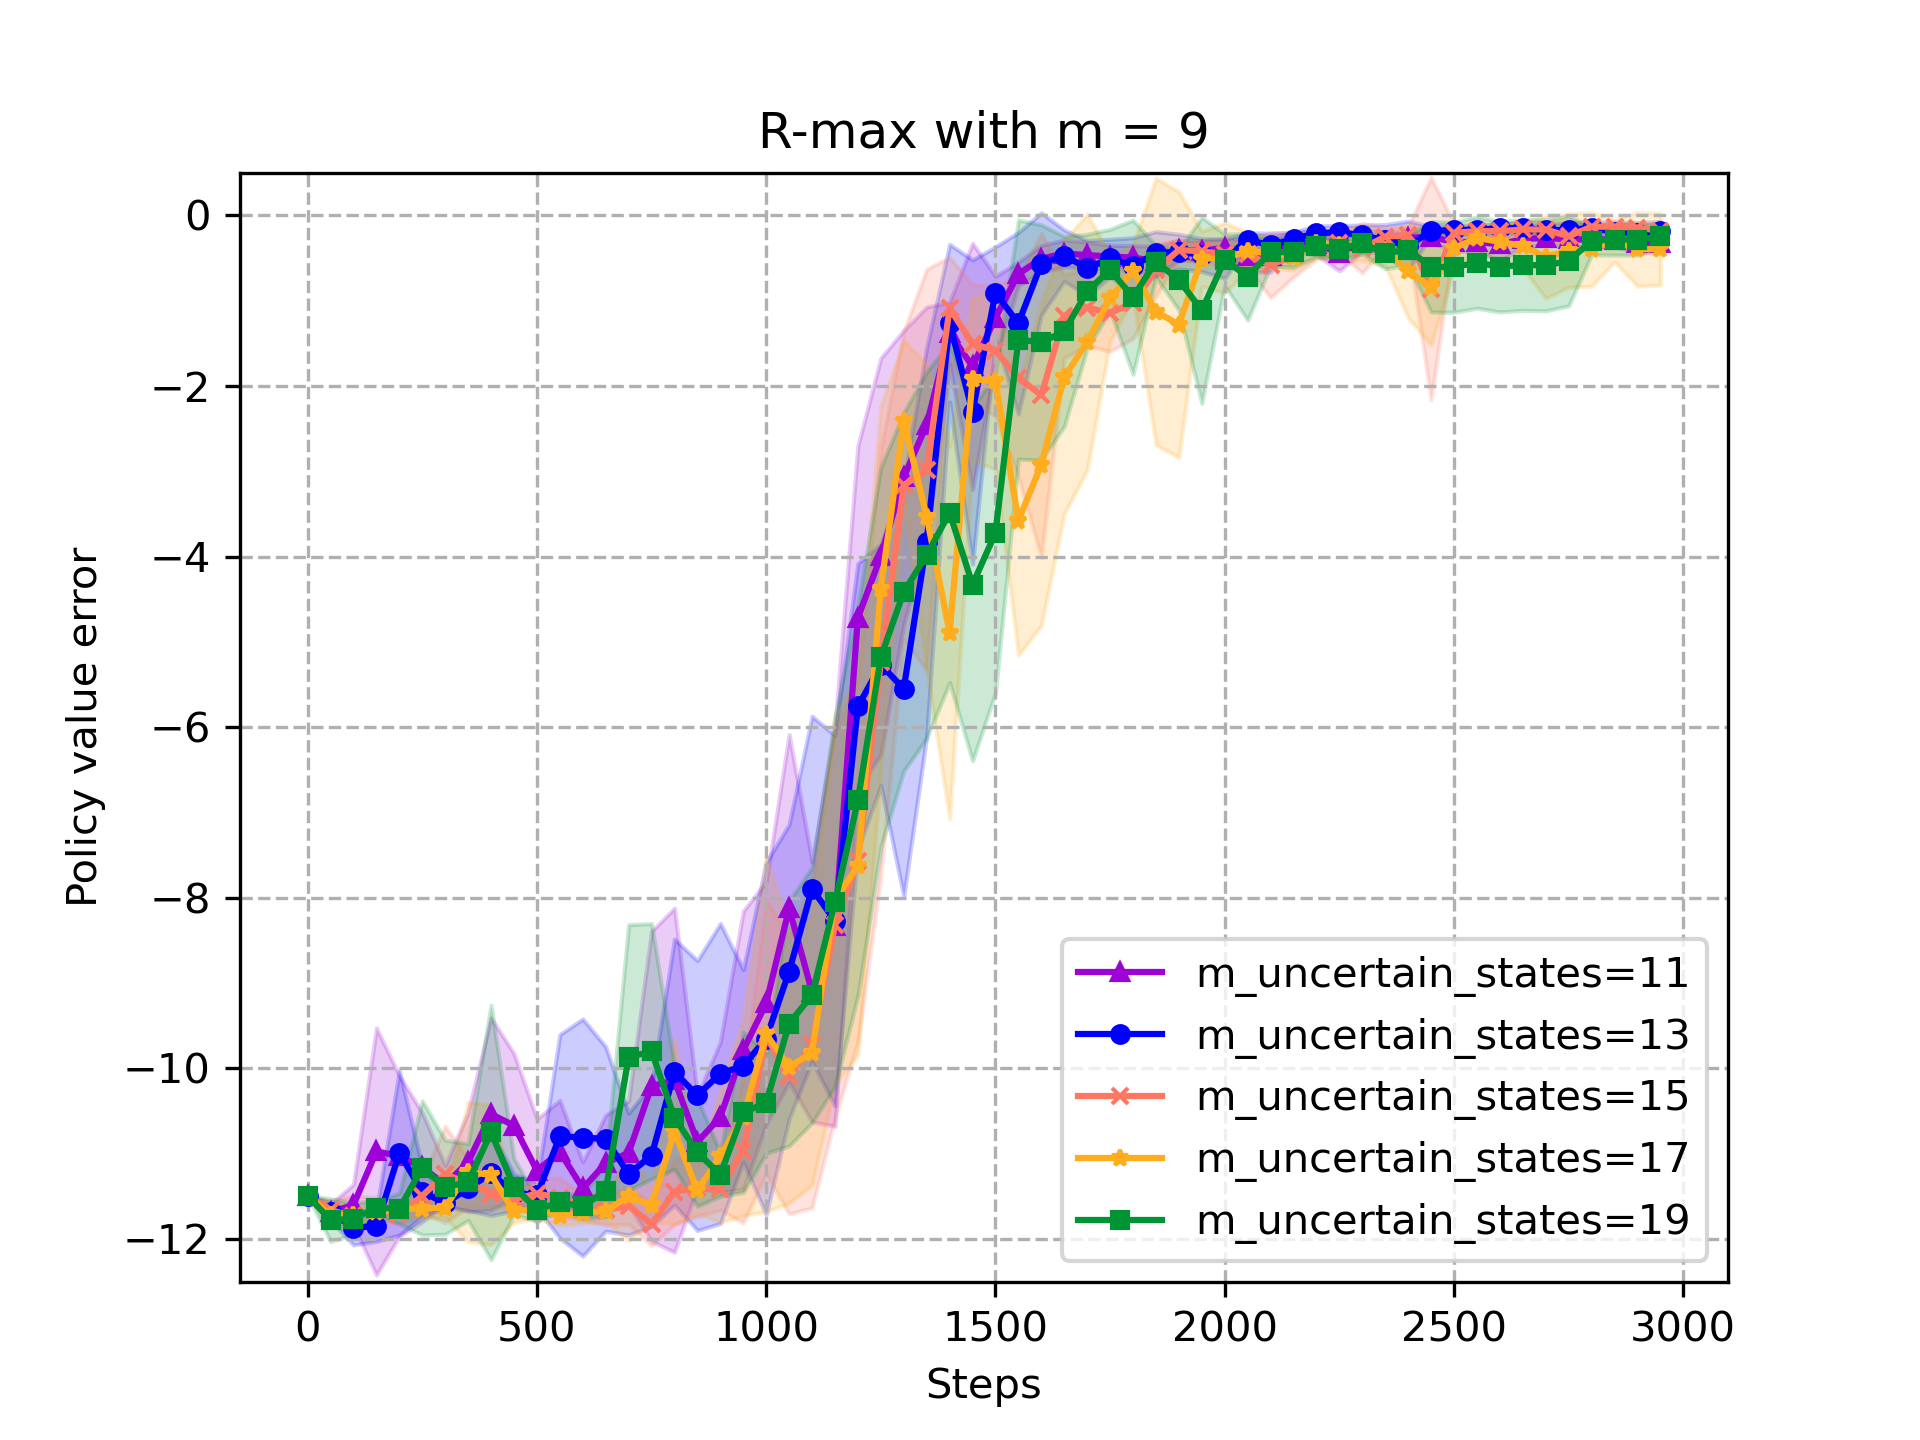 R-max with m = 9
Policy value error
0
−2
−4
−6
−8
−10
−12
0
500
1000
1500
2000
2500
3000
Steps
m_uncertain_states=11
m_uncertain_states=13
m_uncertain_states=15
m_uncertain_states=17
m_uncertain_states=19